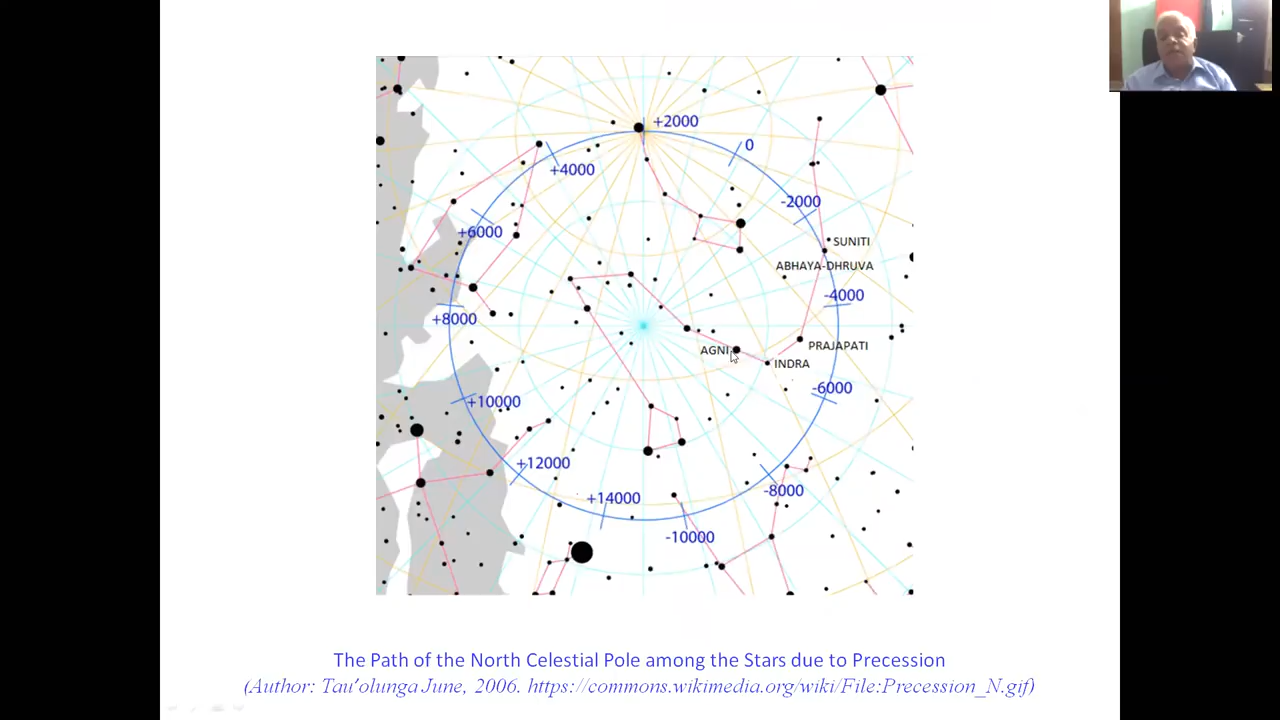 +2000
0
+4000
-2000
+6000
SUNITI
ABHAYA-DHRUVA
-4000
+8000
PRAJAPATI
AGNI
INDRA
-6000
+10000
+12000
-8000
+14000
-10000
The Path of the North Celestial Pole among the Stars due to Precession
(Author: Tau’olunga June, 2006. https://commons.wikimedia.org/wiki/File:Precession_N.gif)